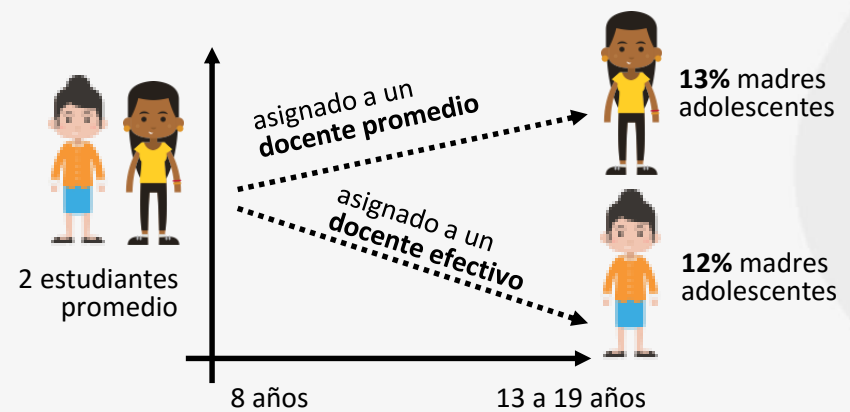 2 estudiantes
promedio
asignado a un
docente promedio
13% madres
adolescentes
asignado a un
docente efectivo
12% madres
adolescentes
8 años
13 a 19 años